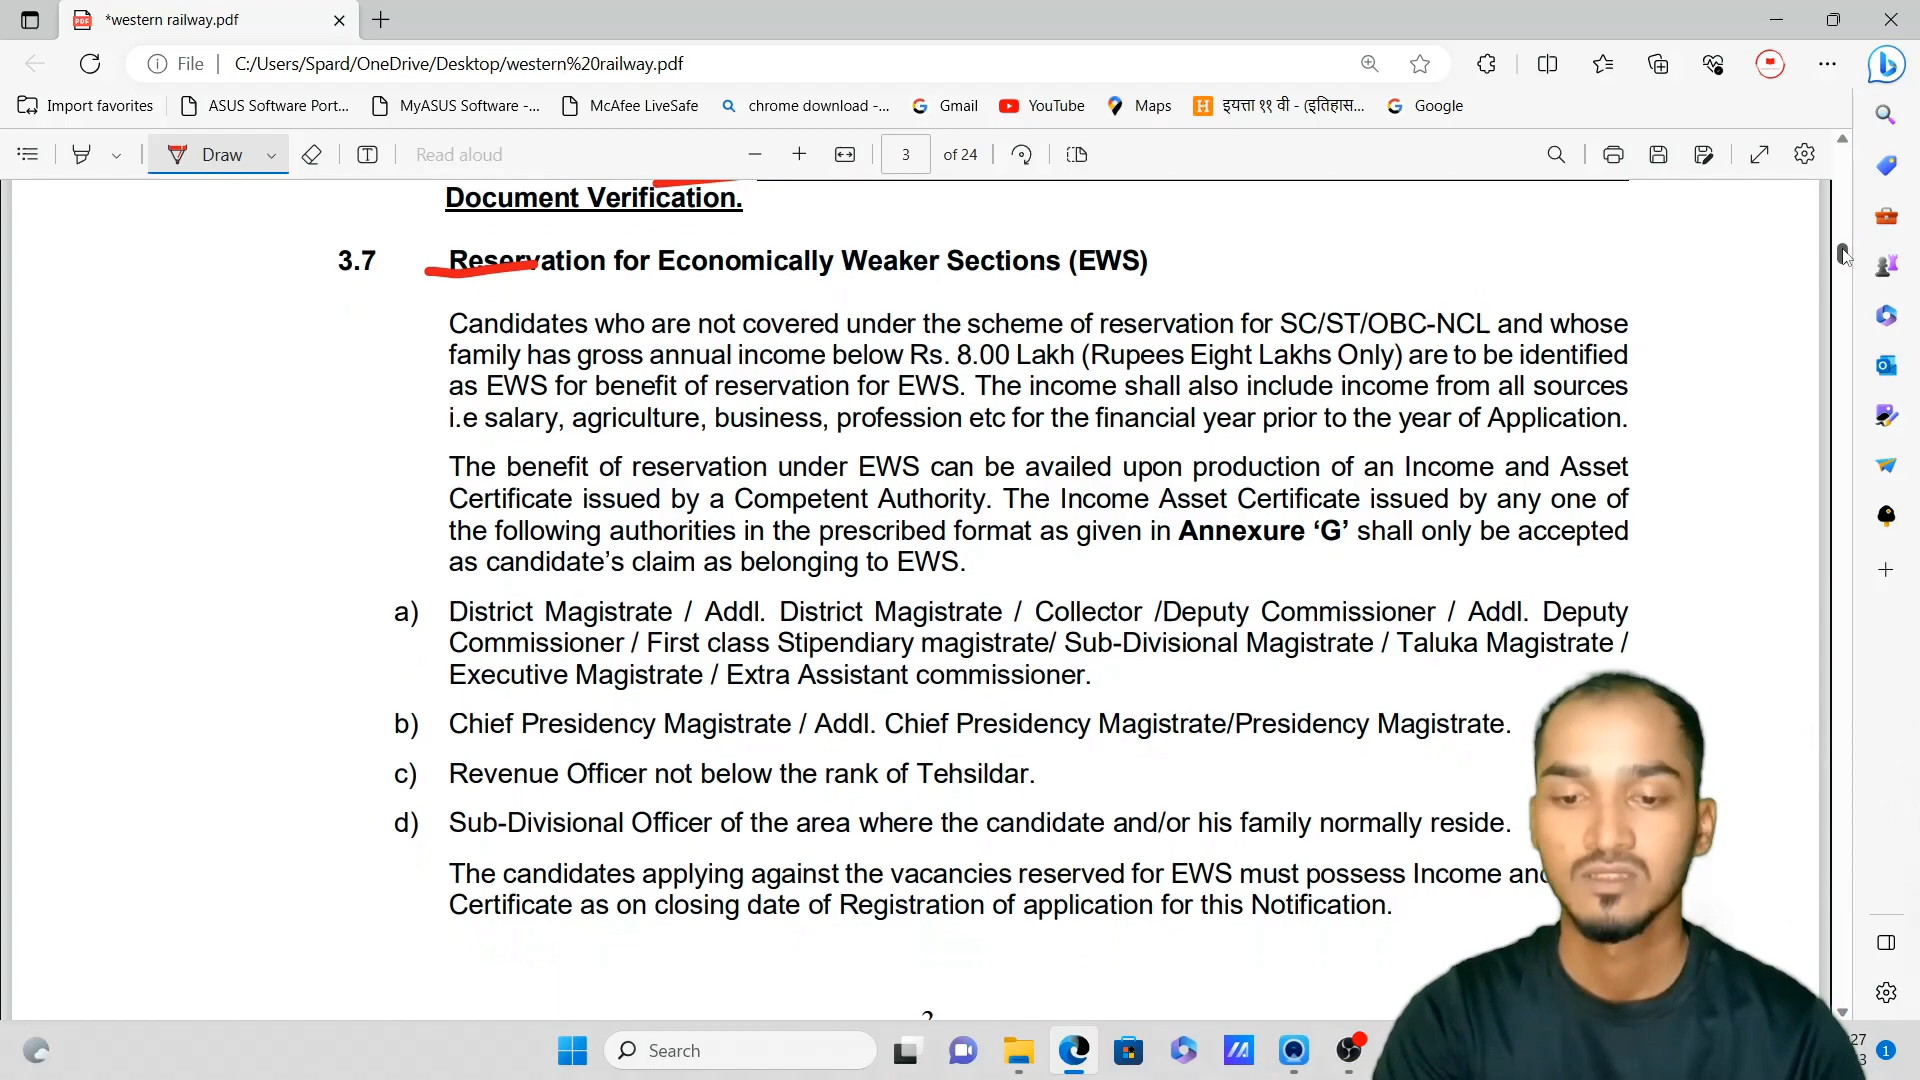 *western railway.pdf
File
C:/Users/Spard/OneDrive/Desktop/western%20railway.pdf
Import favorites
ASUS Software Port...
MyASUS Software -...
McAfee LiveSafe
chrome download -...
Gmail
YouTube
Maps
इयत्ता ११ वी - (इतिहास...
Google
Draw
Read aloud
3
of 24
Document Verification.
3.7 Reservation for Economically Weaker Sections (EWS)
Candidates who are not covered under the scheme of reservation for SC/ST/OBC-NCL and whose
family has gross annual income below Rs. 8.00 Lakh (Rupees Eight Lakhs Only) are to be identified
as EWS for benefit of reservation for EWS. The income shall also include income from all sources
i.e salary, agriculture, business, profession etc for the financial year prior to the year of Application.
The benefit of reservation under EWS can be availed upon production of an Income and Asset
Certificate issued by a Competent Authority. The Income Asset Certificate issued by any one of
the following authorities in the prescribed format as given in Annexure ‘G’ shall only be accepted
as candidate’s claim as belonging to EWS.
a) District Magistrate / Addl. District Magistrate / Collector /Deputy Commissioner / Addl. Deputy
Commissioner / First class Stipendiary magistrate/ Sub-Divisional Magistrate / Taluka Magistrate /
Executive Magistrate / Extra Assistant commissioner.
b) Chief Presidency Magistrate / Addl. Chief Presidency Magistrate/Presidency Magistrate.
c) Revenue Officer not below the rank of Tehsildar.
d) Sub-Divisional Officer of the area where the candidate and/or his family normally reside.
The candidates applying against the vacancies reserved for EWS must possess Income and
Certificate as on closing date of Registration of application for this Notification.
Search
27
3
1